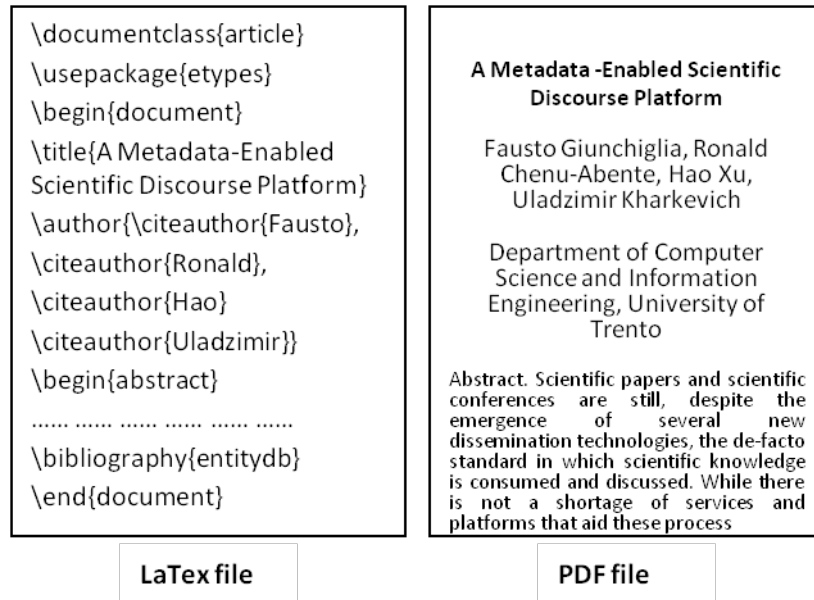 \documentclass{article}
\usepackage{etypes}
\begin{document}
\title{A Metadata-Enabled
Scientific Discourse Platform}
\author{\citeauthor{Fausto},
\citeauthor{Ronald},
\citeauthor{Hao}
\citeauthor{Uladzimir}}
\begin{abstract}
...... ...... ...... ...... ...... ......
\bibliography{entitydb}
\end{document}
LaTex file
A Metadata -Enabled Scientific
Discourse Platform
Fausto Giunchiglia, Ronald
Chenu-Abente, Hao Xu,
Uladzimir Kharkevich
Department of Computer
Science and Information
Engineering, University of
Trento
Abstract. Scientific papers and scientific
conferences are still, despite the
emergence of several new
dissemination technologies, the de-facto
standard in which scientific knowledge
is consumed and discussed. While there
is not a shortage of services and
platforms that aid these process
PDF file